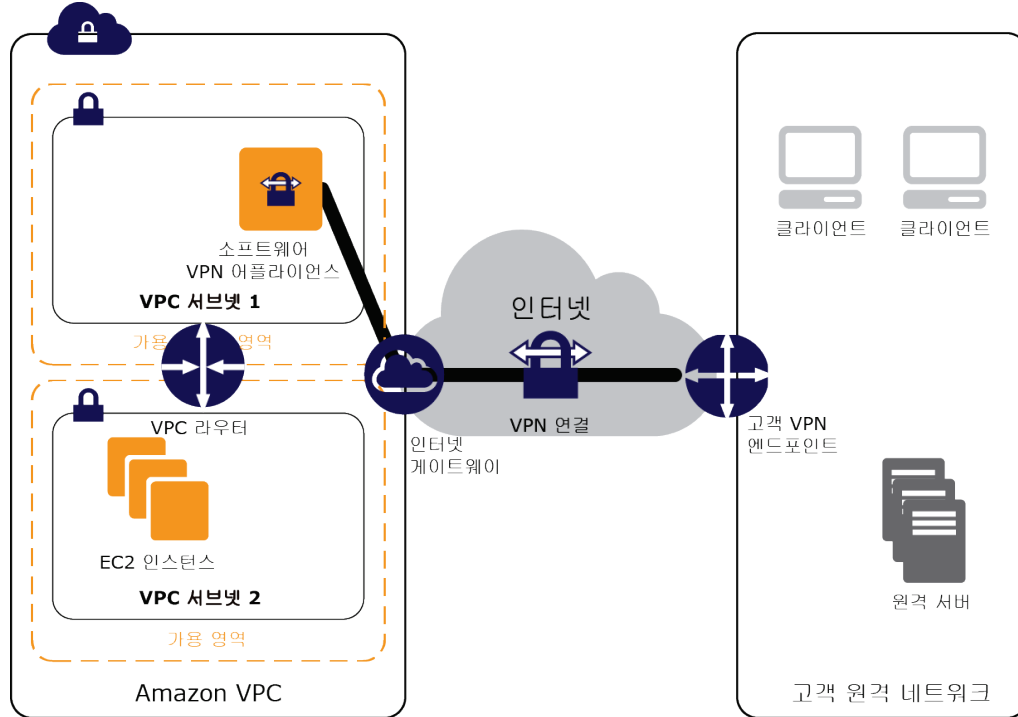 소프트웨어
VPN 어플라이언스
VPC 서브넷 1
가용 영역
VPC 라우터
EC2 인스턴스
VPC 서브넷 2
가용 영역
Amazon VPC
인터넷
게이트웨이
인터넷
VPN 연결
고객 VPN
엔드포인트
클라이언트
클라이언트
원격 서버
고객 원격 네트워크